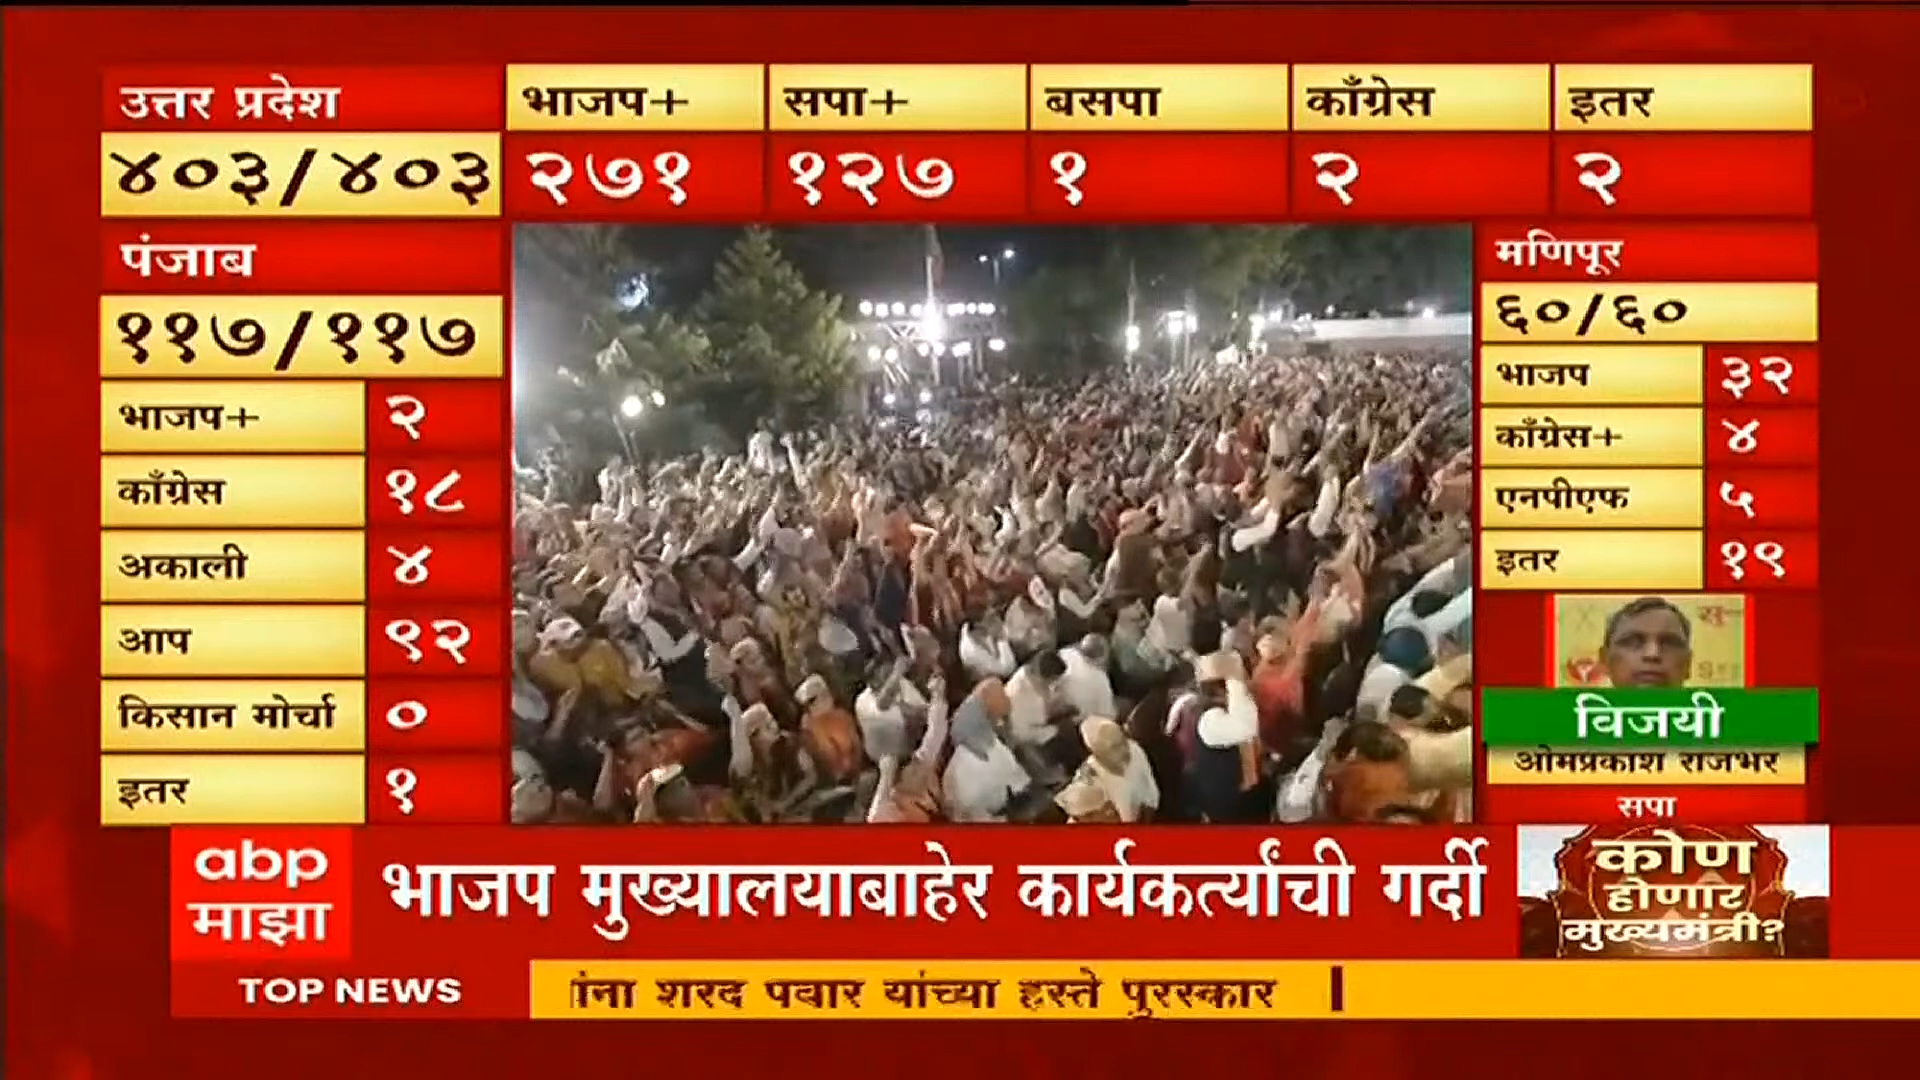 उत्तर प्रदेश
४०३/४०३
भाजपा+ सपा+ बसपा काँग्रेस इतर
२७१ १२७ १ २ २
पंजाब
११७/११७
भाजप+ २
काँग्रेस १८
अकाली ४
आप ९२
किसान मोर्चा ०
इतर १
मणिपूर
६०/६०
भाजप ३२
काँग्रेस+ ४
एनपीएफ ५
इतर १९
विजयी
ओमप्रकाश राजभर
सपा
abp
माझा
भाजप मुख्यालयाबाहेर कार्यकर्त्यांची गर्दी
कोण
होणार
मुख्यमंत्री?
TOP NEWS
शरद पवार यांच्या हस्ते पुरस्कार